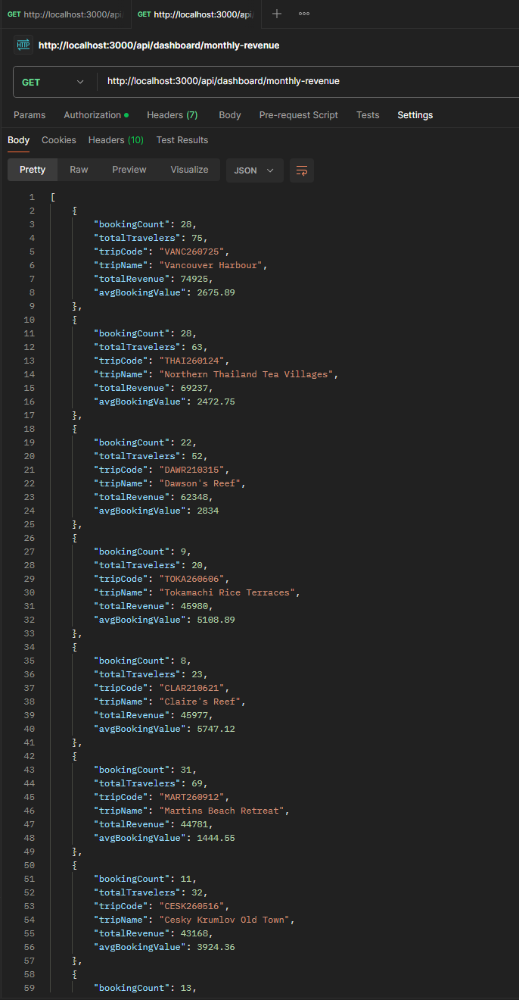 GET http://localhost:3000/api/ GET http://localhost:3000/api/
HTTP http://localhost:3000/api/dashboard/monthly-revenue
GET http://localhost:3000/api/dashboard/monthly-revenue
Params Authorization Headers (7) Body Pre-request Script Tests Settings
Body Cookies Headers (10) Test Results
Pretty Raw Preview Visualize JSON
1 [
2 {
3 "bookingCount": 28,
4 "totalTravelers": 75,
5 "tripCode": "VANC260725",
6 "tripName": "Vancouver Harbour",
7 "totalRevenue": 74925,
8 "avgBookingValue": 2675.89
9 },
10 {
11 "bookingCount": 28,
12 "totalTravelers": 63,
13 "tripCode": "THAI260124",
14 "tripName": "Northern Thailand Tea Villages",
15 "totalRevenue": 69237,
16 "avgBookingValue": 2472.75
17 },
18 {
19 "bookingCount": 22,
20 "totalTravelers": 52,
21 "tripCode": "DAWR210315",
22 "tripName": "Dawson's Reef",
23 "totalRevenue": 62348,
24 "avgBookingValue": 2834
25 },
26 {
27 "bookingCount": 9,
28 "totalTravelers": 20,
29 "tripCode": "TOKA260606",
30 "tripName": "Tokamachi Rice Terraces",
31 "totalRevenue": 45980,
32 "avgBookingValue": 5108.89
33 },
34 {
35 "bookingCount": 8,
36 "totalTravelers": 23,
37 "tripCode": "CLAR210621",
38 "tripName": "Claire's Reef",
39 "totalRevenue": 45977,
40 "avgBookingValue": 5747.12
41 },
42 {
43 "bookingCount": 31,
44 "totalTravelers": 69,
45 "tripCode": "MART260912",
46 "tripName": "Martins Beach Retreat",
47 "totalRevenue": 44781,
48 "avgBookingValue": 1444.55
49 },
50 {
51 "bookingCount": 11,
52 "totalTravelers": 32,
53 "tripCode": "CESK260516",
54 "tripName": "Cesky Krumlov Old Town",
55 "totalRevenue": 43168,
56 "avgBookingValue": 3924.36
57 },
58 {
59 "bookingCount": 13,